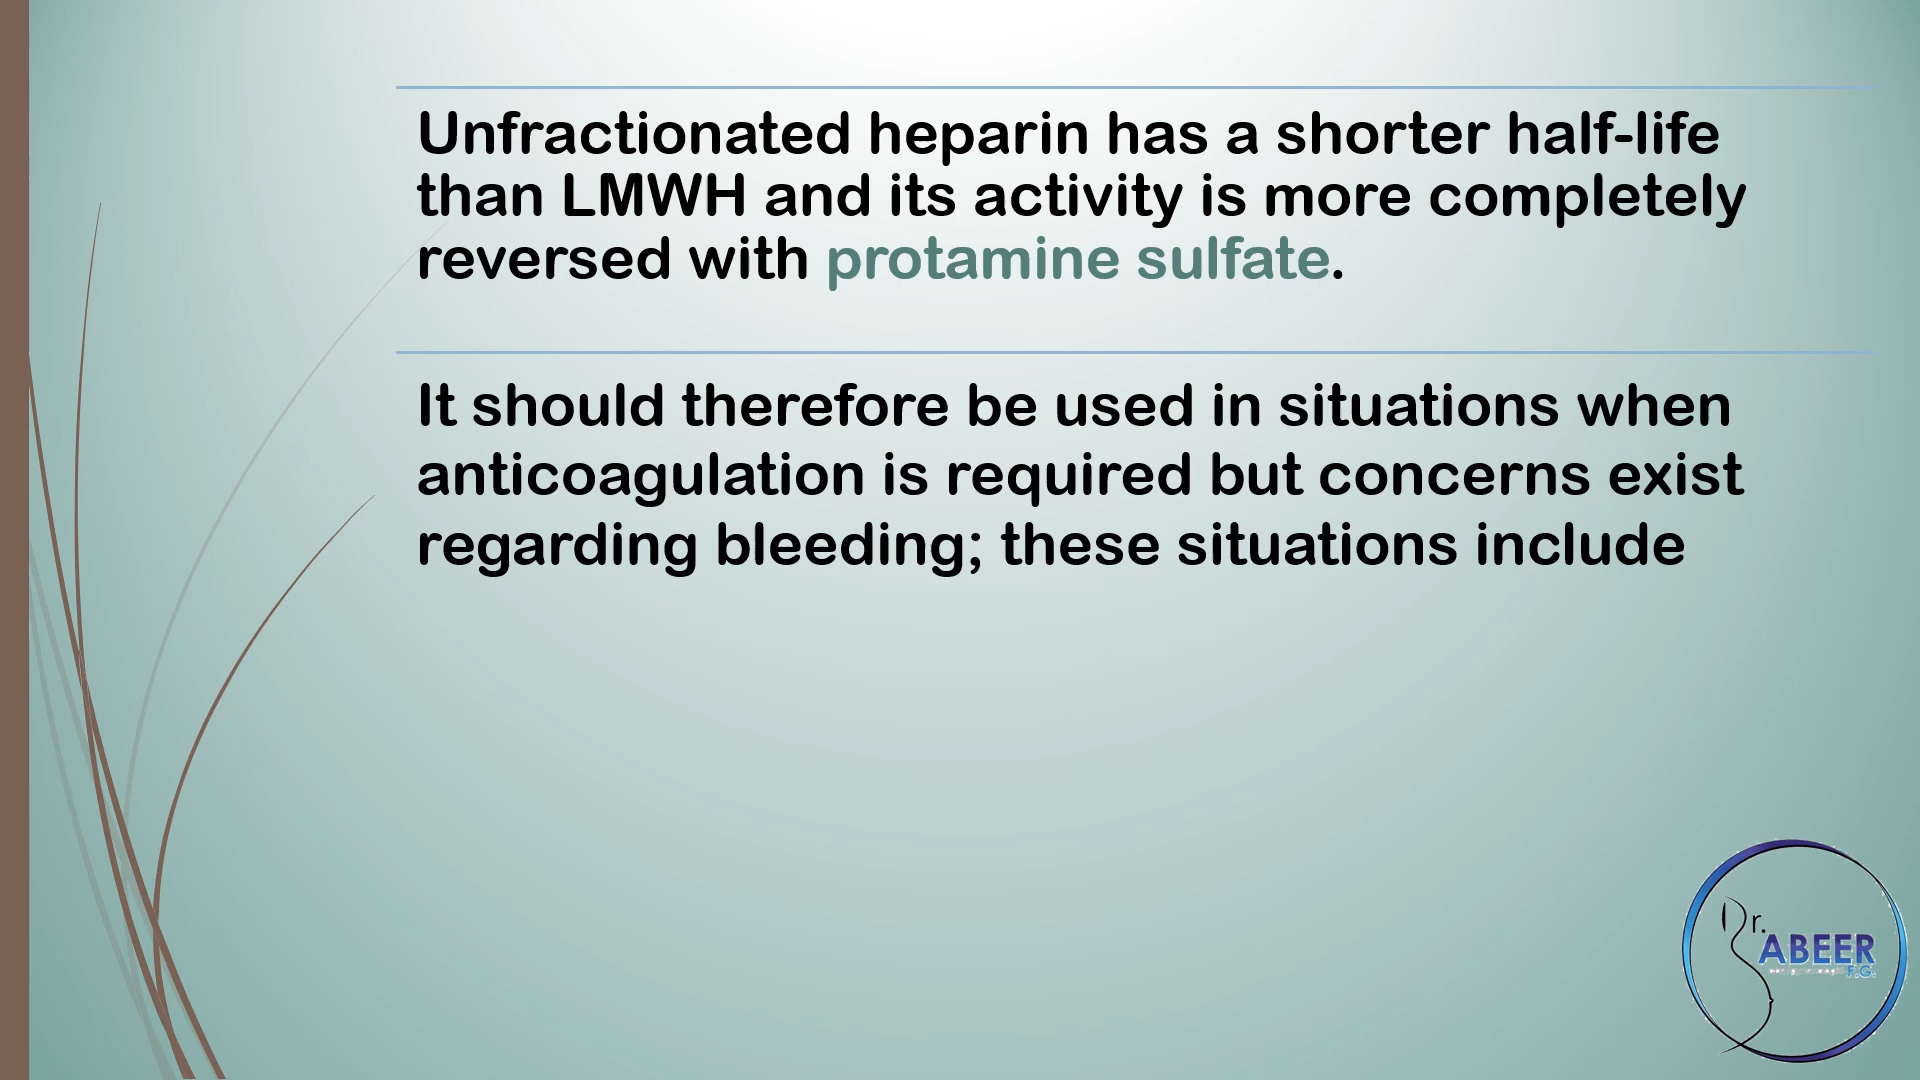 Unfractionated heparin has a shorter half-life
than LMWH and its activity is more completely
reversed with protamine sulfate.
It should therefore be used in situations when
anticoagulation is required but concerns exist
regarding bleeding; these situations include
Dr.
ABEER
F.G.